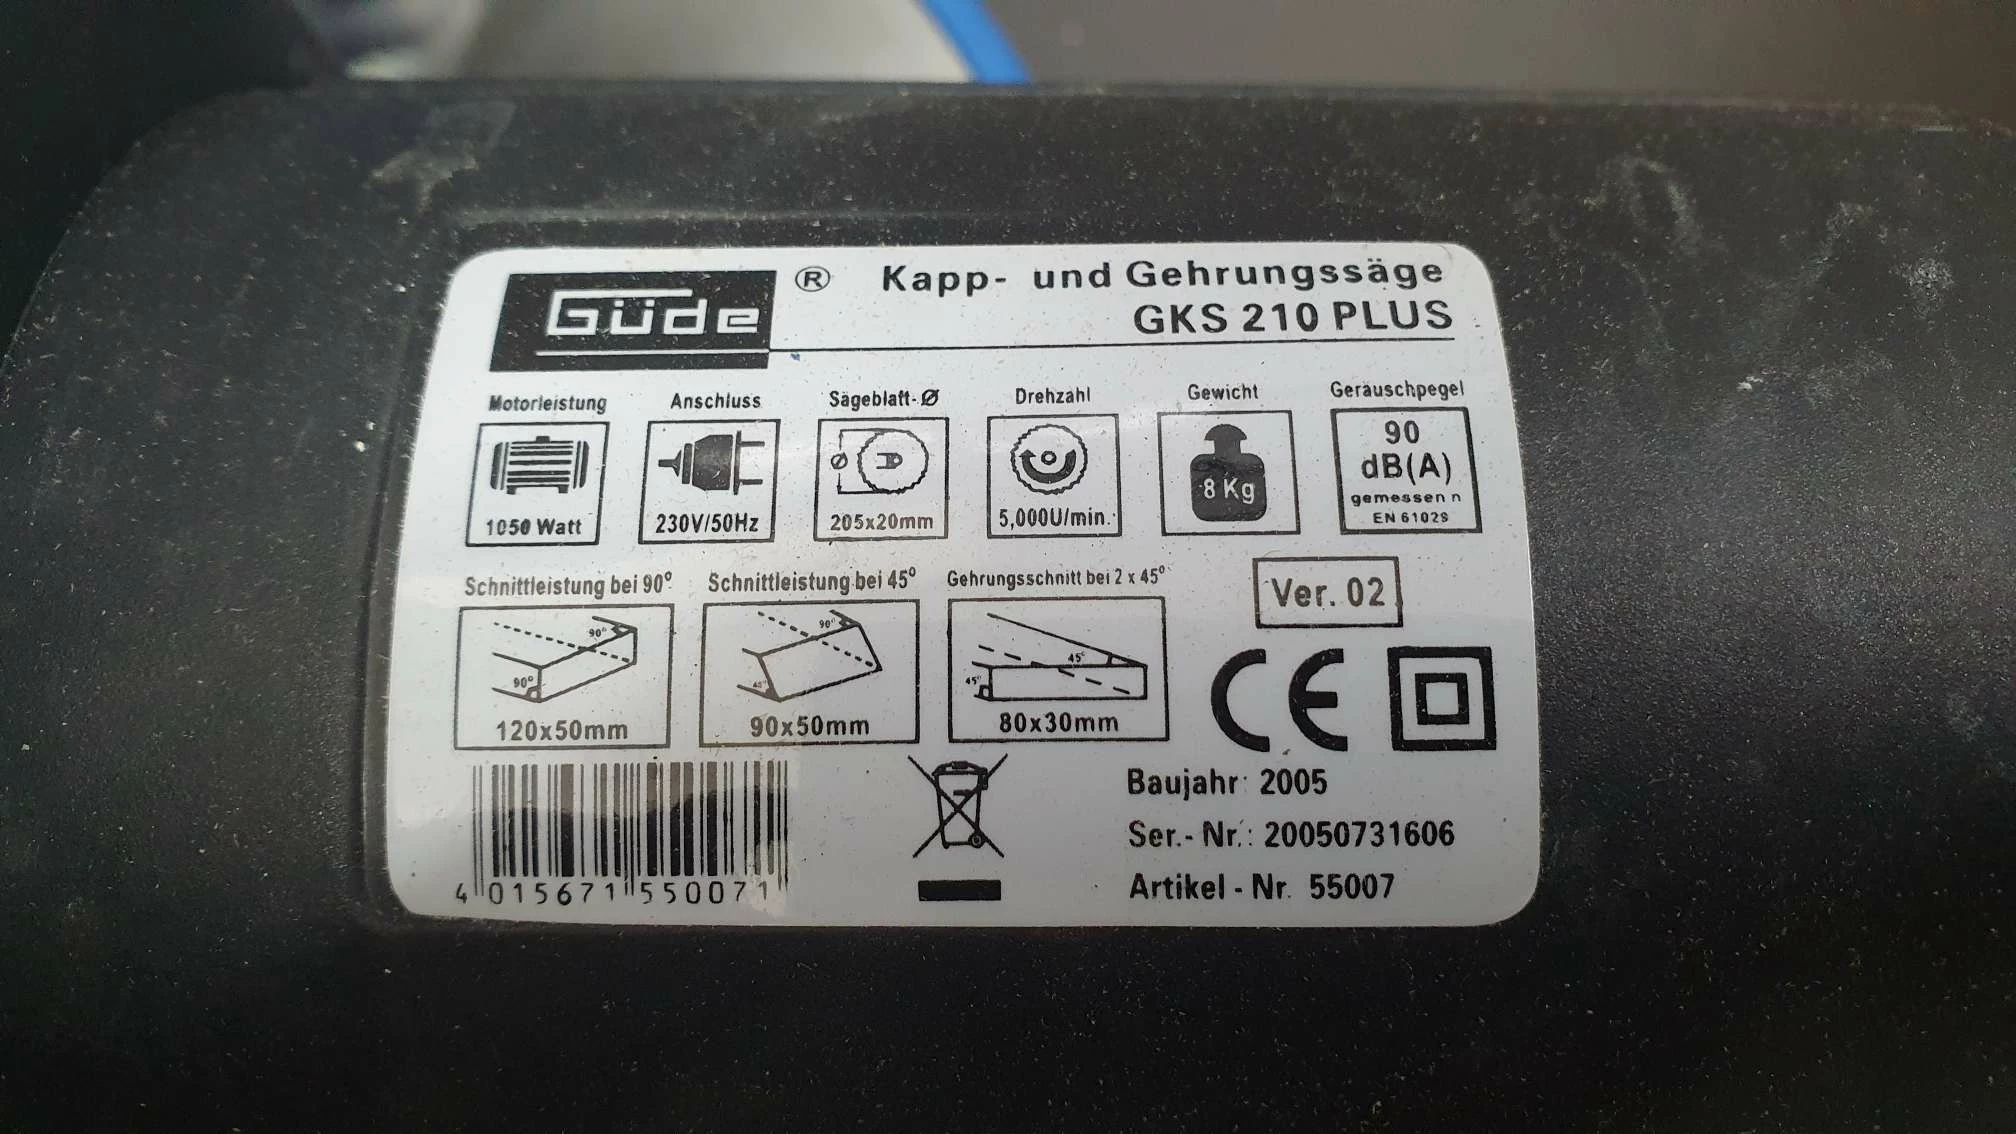 Güde ® Kapp- und Gehrungssäge
GKS 210 PLUS
Motorleistung Anschluss Sägeblatt-Ø Drehzahl Gewicht Geräuschpegel
Ø
90
dB(A)
gemessen n
EN 61029
8 Kg
1050 Watt 230V/50Hz 205x20mm 5,000U/min.
Schnittleistung bei 90° Schnittleistung bei 45° Gehrungsschnitt bei 2 x 45°
Ver. 02
90° 90° 45°
90° 45° 45°
120x50mm 90x50mm 80x30mm
CE
Baujahr: 2005
Ser.- Nr.: 20050731606
Artikel - Nr. 55007
4 015671 550071